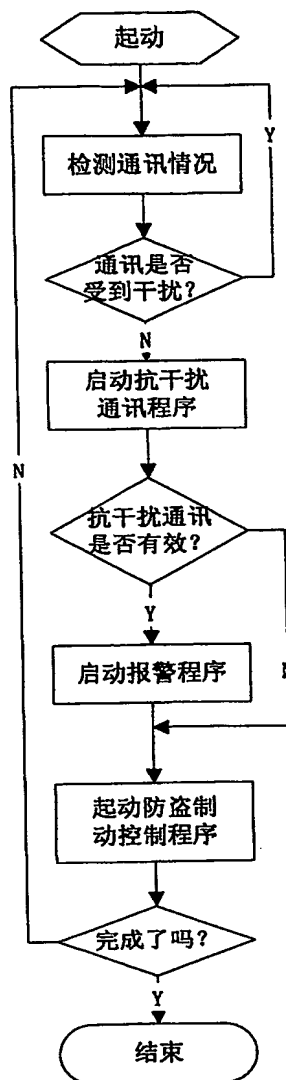 起动
Y
检测通讯情况
通讯是否
受到干扰？
N
启动抗干扰
通讯程序
N
抗干扰通讯
是否有效？
Y
启动报警程序
起动防盗制
动控制程序
完成了吗？
Y
结束